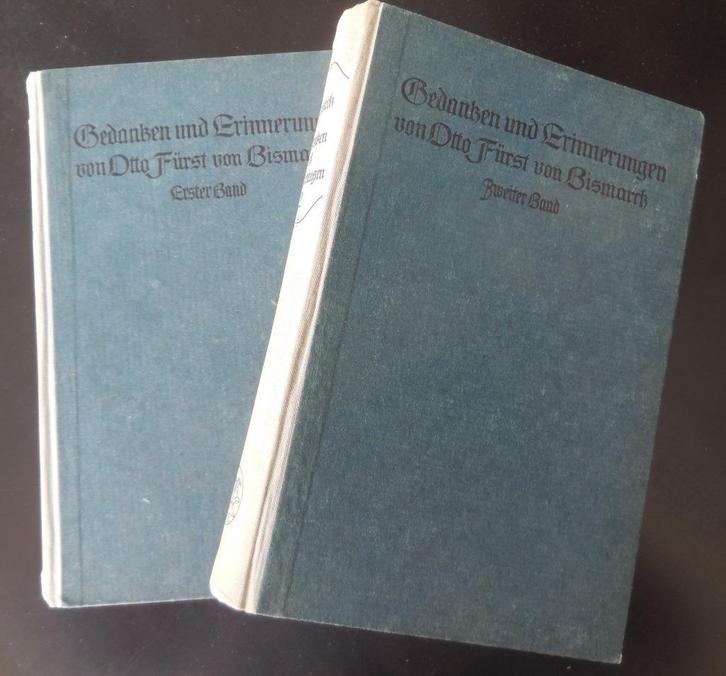 Gedanken und Erinnerun
von Otto Fürst von Bisma
Erster Band
Gedanken und Erinnerungen
von Otto Fürst von Bismarck
Zweiter Band